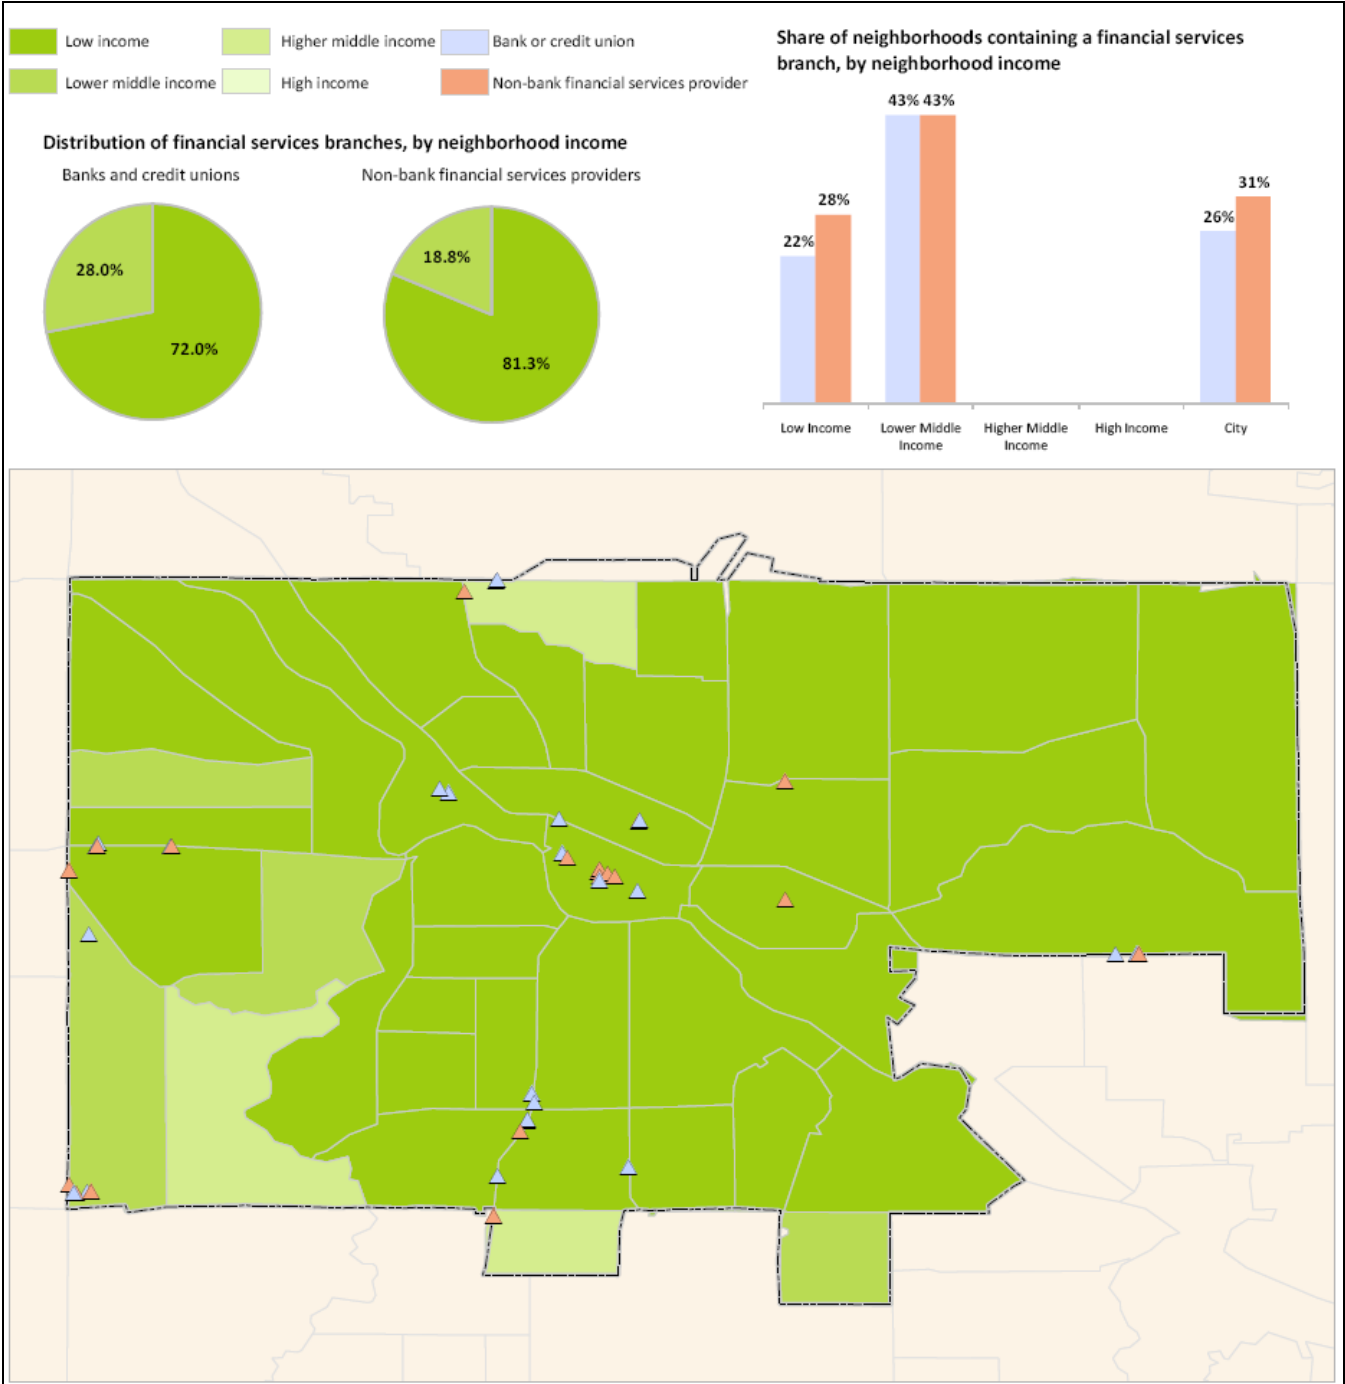 Low income
Higher middle income
Bank or credit union
Lower middle income
High income
Non-bank financial services provider
Distribution of financial services branches, by neighborhood income
Banks and credit unions
28.0%
72.0%
Non-bank financial services providers
18.8%
81.3%
Share of neighborhoods containing a financial services
branch, by neighborhood income
22%
28%
43% 43%
26%
31%
Low Income
Lower Middle
Income
Higher Middle
Income
High Income
City